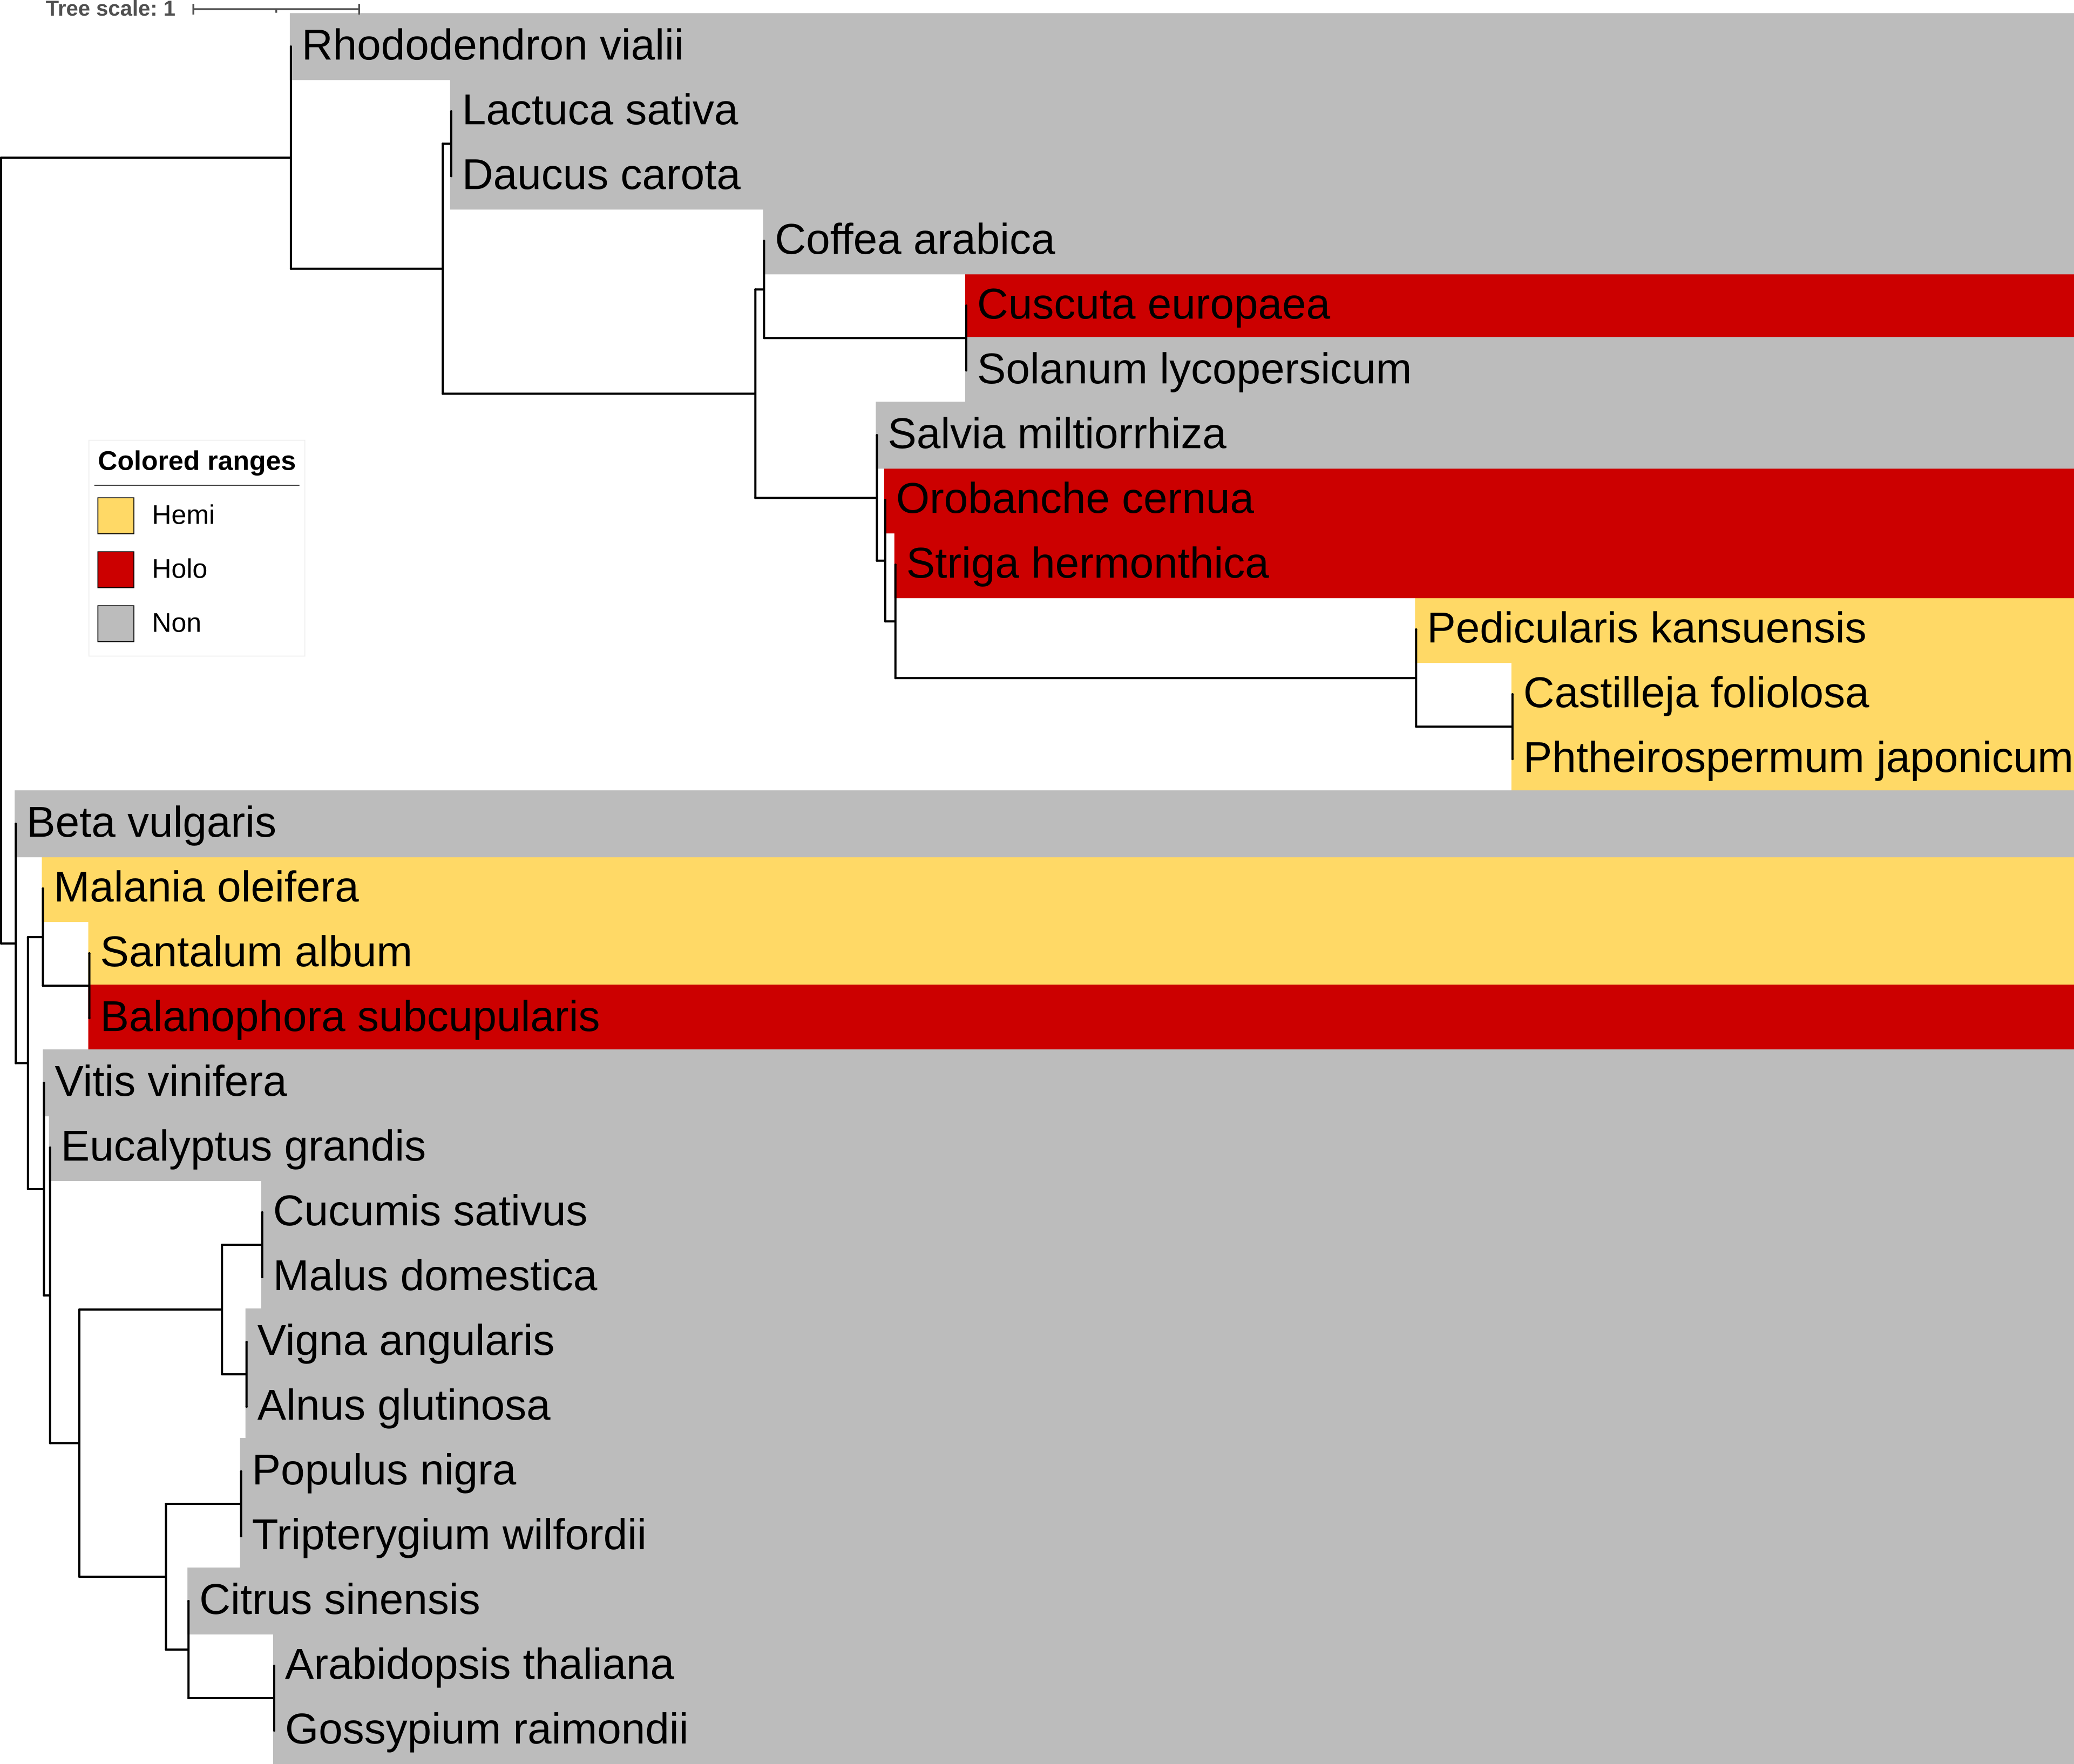 Tree scale: 1
Rhododendron vialii
Lactuca sativa
Daucus carota
Coffea arabica
Cuscuta europaea
Solanum lycopersicum
Salvia miltiorrhiza
Colored ranges
Hemi
Holo
Non
Orobanche cernua
Striga hermonthica
Pedicularis kansuensis
Castilleja foliolosa
Phtheirospermum japonicum
Beta vulgaris
Malania oleifera
Santalum album
Balanophora subcupularis
Vitis vinifera
Eucalyptus grandis
Cucumis sativus
Malus domestica
Vigna angularis
Alnus glutinosa
Populus nigra
Tripterygium wilfordii
Citrus sinensis
Arabidopsis thaliana
Gossypium raimondii